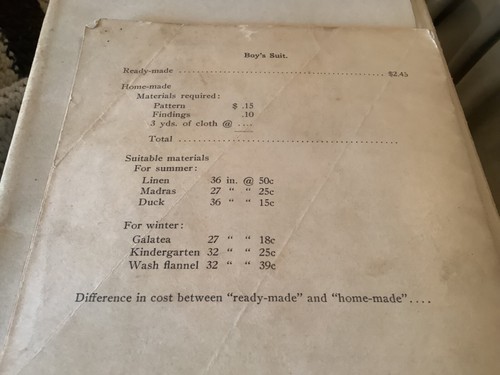 Boy's Suit.
Ready-made .................................................... $2.45
Home-made
Materials required:
Pattern $ .15
Findings .10
3 yds. of cloth @ ....
Total ..........................................
Suitable materials
For summer:
Linen 36 in. @ 50c
Madras 27 " " 25c
Duck 36 " " 15c
For winter:
Galatea 27 " " 18c
Kindergarten 32 " " 25c
Wash flannel 32 " " 39c
Difference in cost between "ready-made" and "home-made"....